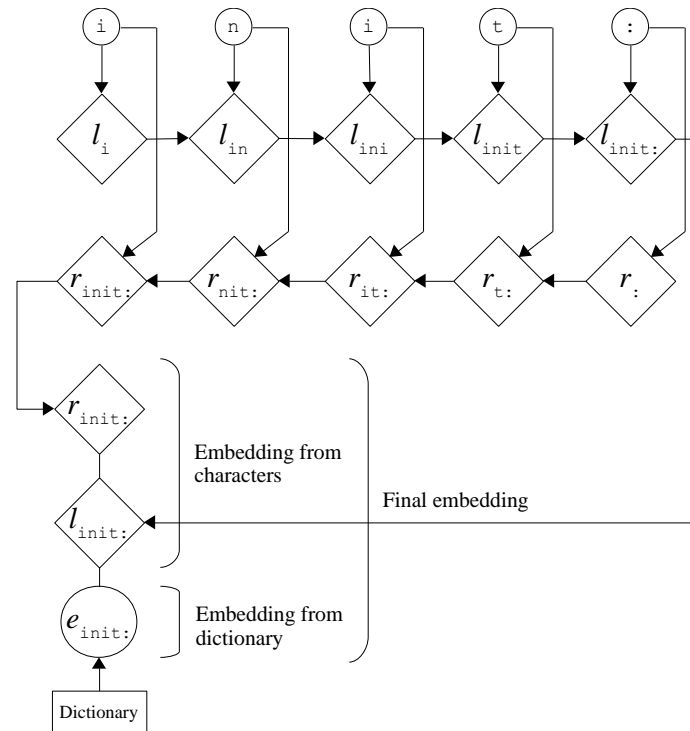 i n i t :
l_i l_in l_ini l_init l_init:
r_init: r_nit: r_it: r_t: r_:
r_init:
Embedding from
characters
Final embedding
l_init:
e_init:
Embedding from
dictionary
Dictionary